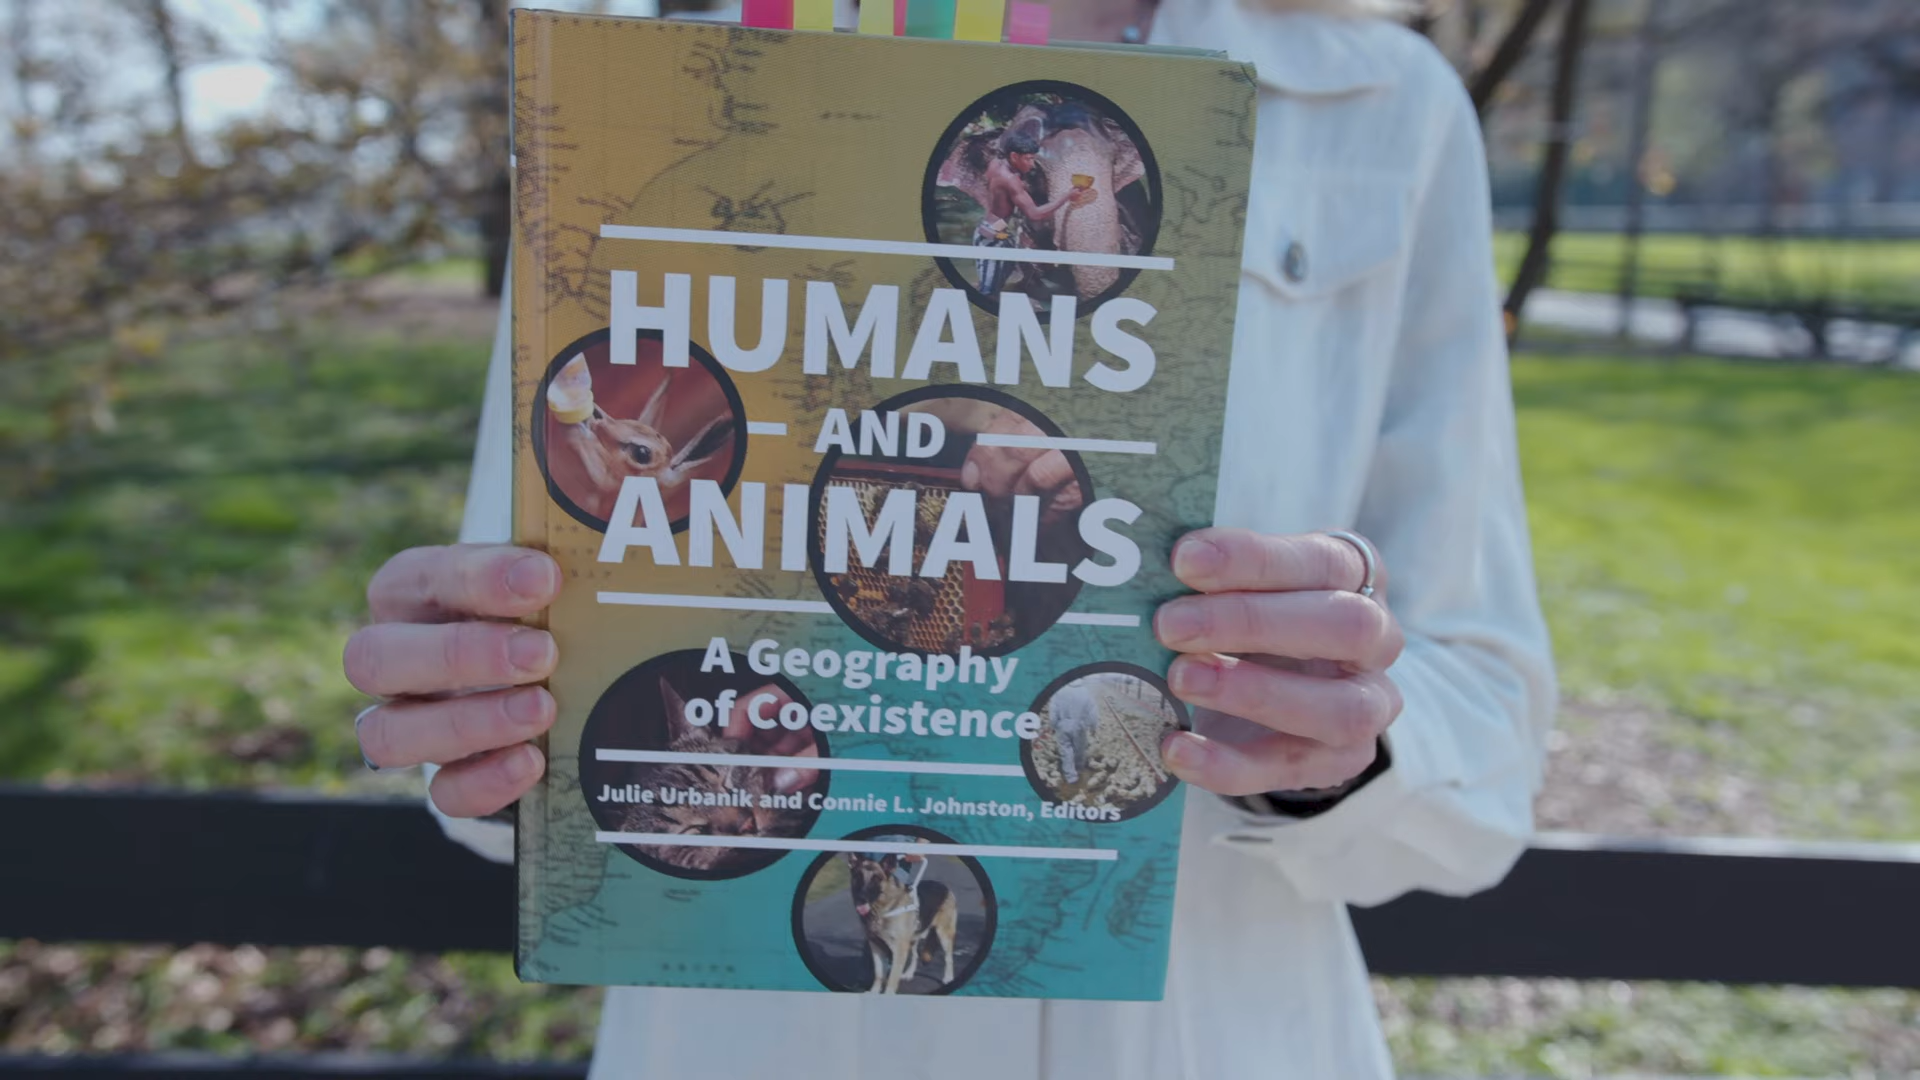 HUMANS
AND
ANIMALS
A Geography
of Coexistence
Julie Urbanik and Connie L. Johnston, Editors